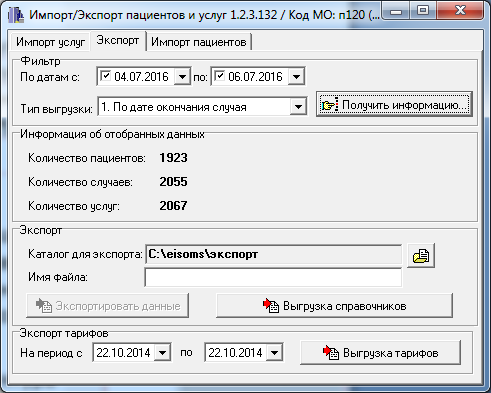 Импорт/Экспорт пациентов и услуг 1.2.3.132 / Код МО: п120 (...
Импорт услуг Экспорт Импорт пациентов
Фильтр
По датам с: 04.07.2016 по: 06.07.2016
Тип выгрузки: 1. По дате окончания случая Получить информацию...
Информация об отобранных данных
Количество пациентов: 1923
Количество случаев: 2055
Количество услуг: 2067
Экспорт
Каталог для экспорта: C:\eisoms\экспорт
Имя файла:
Экспортировать данные Выгрузка справочников
Экспорт тарифов
На период с 22.10.2014 по 22.10.2014 Выгрузка тарифов